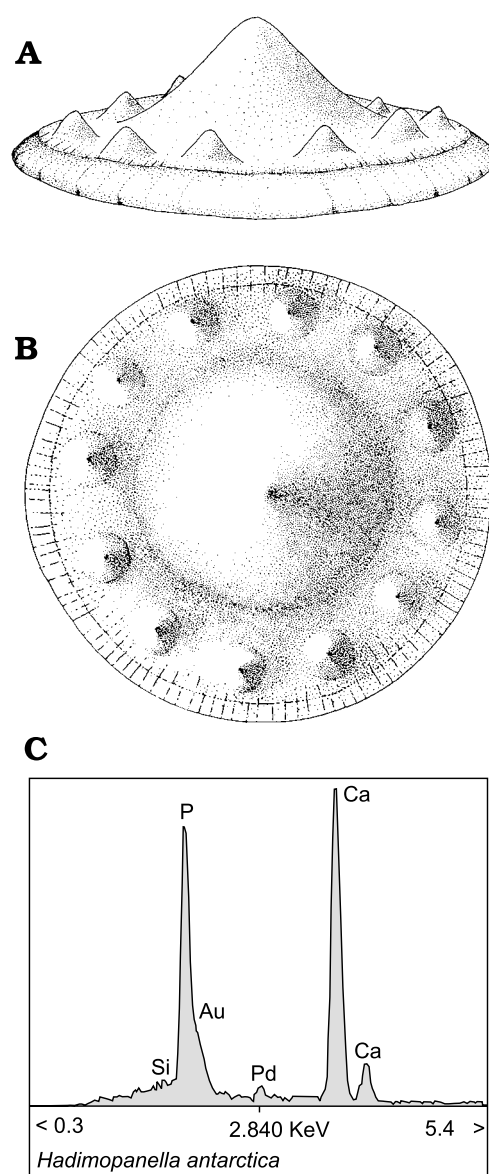 A
B
C
P
Ca
Au
Si
Pd
Ca
< 0.3
2.840 KeV
5.4 >
Hadimopanella antarctica